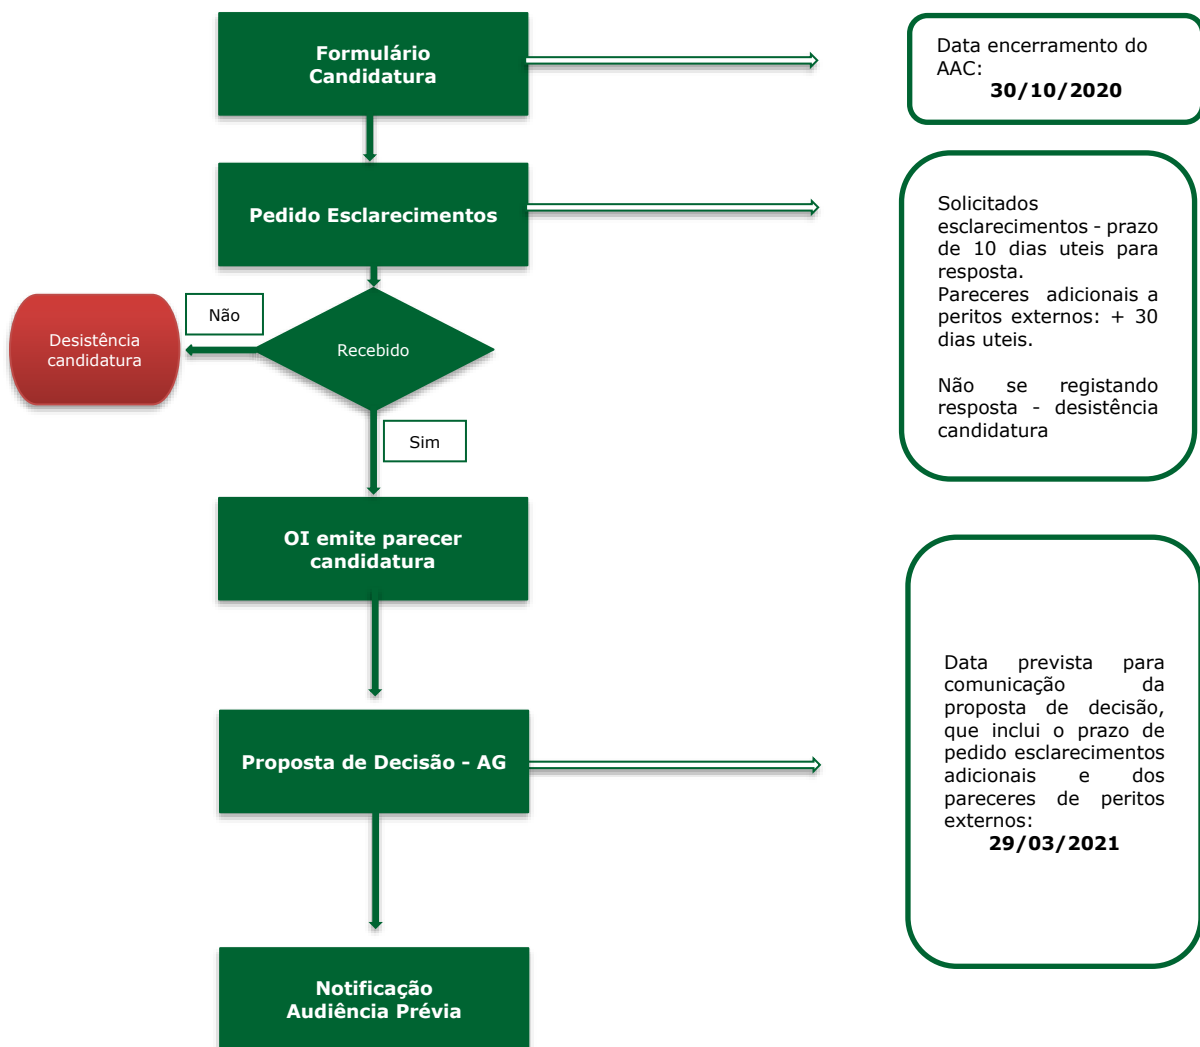 Formulário
Candidatura
Data encerramento do
AAC:
30/10/2020
Pedido Esclarecimentos
Solicitados
esclarecimentos - prazo
de 10 dias uteis para
resposta.
Pareceres adicionais a
peritos externos: + 30
dias uteis.
Não se registando
resposta - desistência
candidatura
Não
Desistência
candidatura
Recebido
Sim
OI emite parecer
candidatura
Proposta de Decisão - AG
Data prevista para
comunicação da
proposta de decisão,
que inclui o prazo de
pedido esclarecimentos
adicionais e dos
pareceres de peritos
externos:
29/03/2021
Notificação
Audiência Prévia